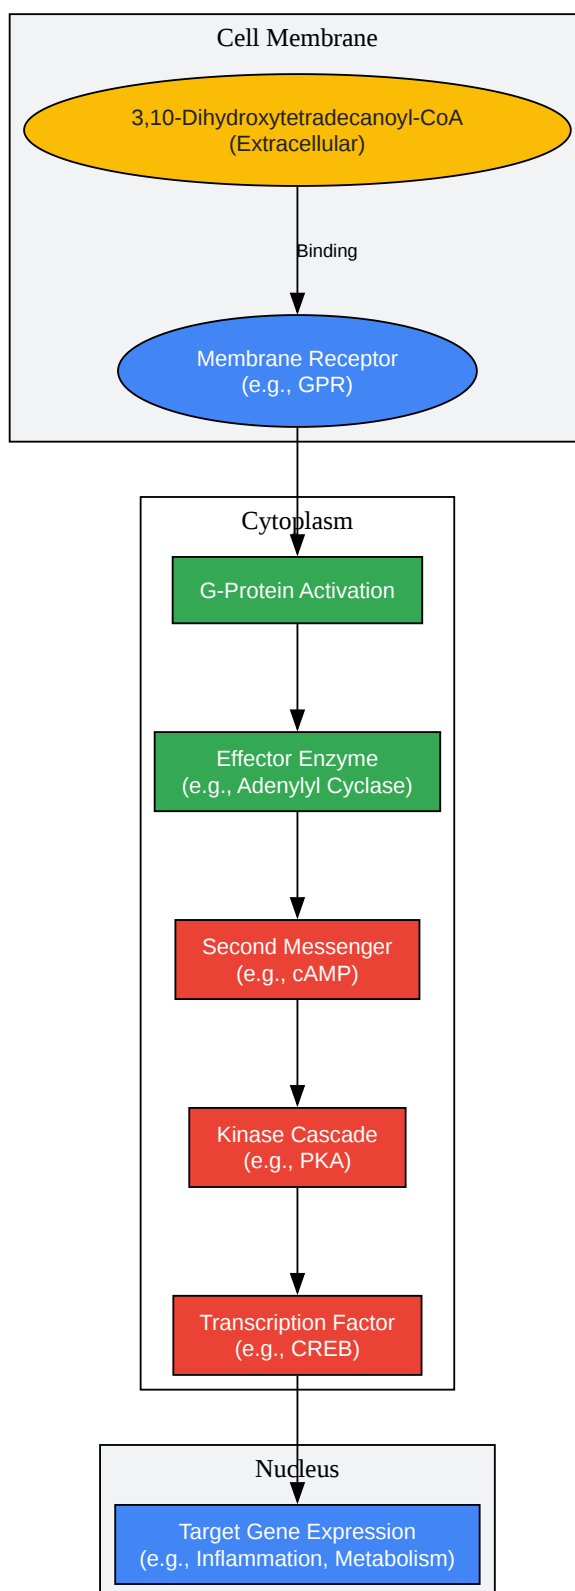 Cell Membrane
3,10-Dihydroxytetradecanoyl-CoA
(Extracellular)
Binding
Membrane Receptor
(e.g., GPR)
Cytoplasm
G-Protein Activation
Effector Enzyme
(e.g., Adenylyl Cyclase)
Second Messenger
(e.g., cAMP)
Kinase Cascade
(e.g., PKA)
Transcription Factor
(e.g., CREB)
Nucleus
Target Gene Expression
(e.g., Inflammation, Metabolism)